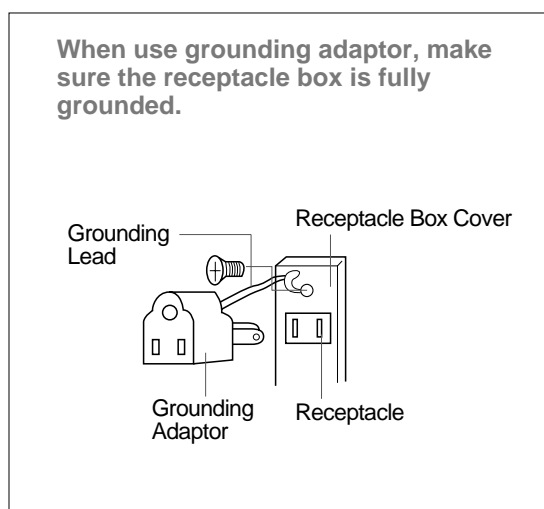 When use grounding adaptor, make
sure the receptacle box is fully
grounded.
Grounding
Lead
Receptacle Box Cover
Grounding
Adaptor
Receptacle